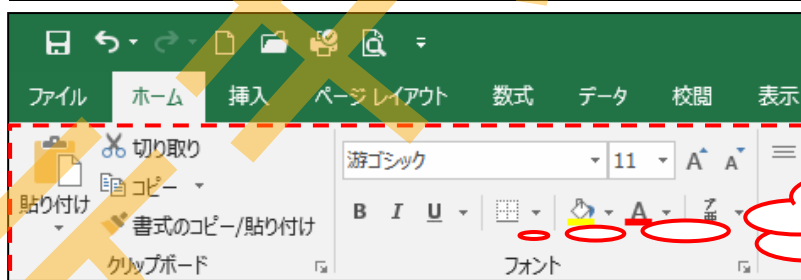 ファイル ホーム 挿入 ページ レイアウト 数式 データ 校閲 表示
切り取り
コピー
貼り付け
書式のコピー/貼り付け
クリップボード
游ゴシック 11 A A
B I U A ア亜
フォント